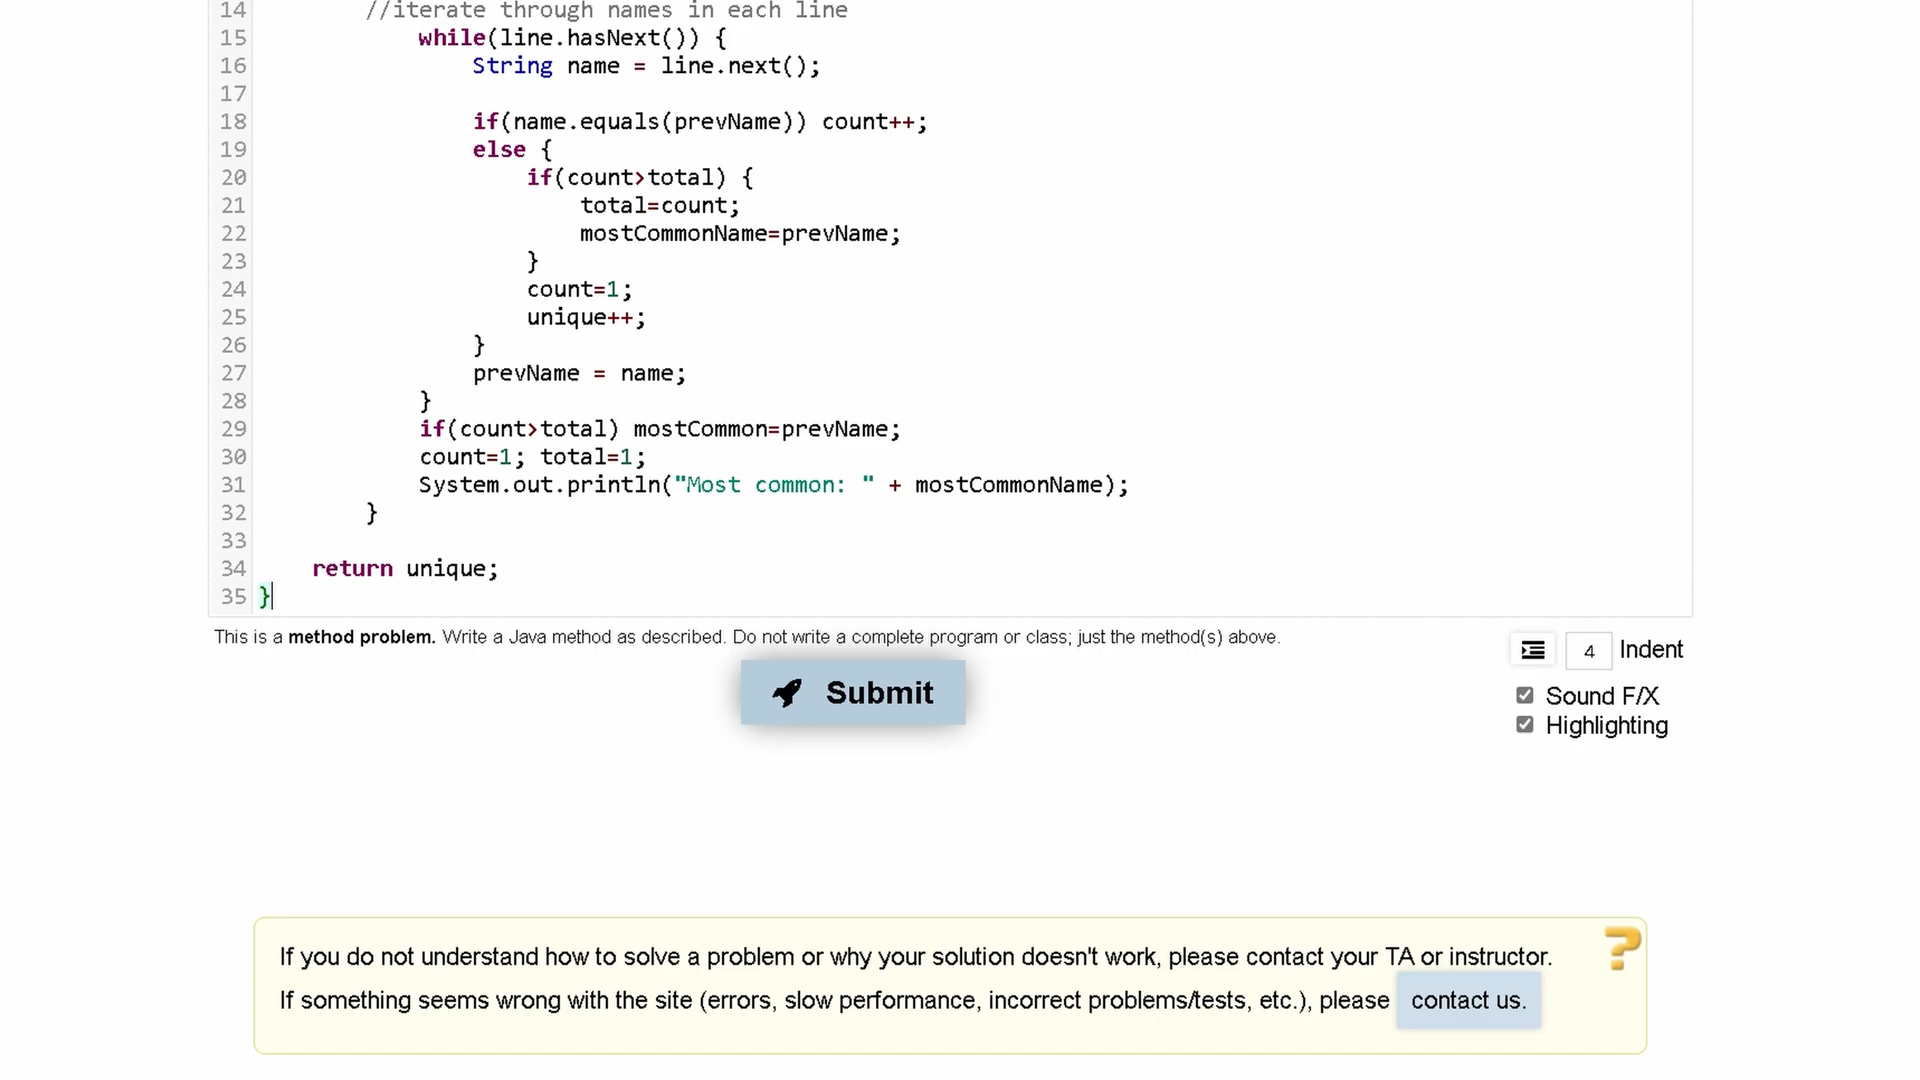 14 //iterate through names in each line
15 while(line.hasNext()) {
16 String name = line.next();
17
18 if(name.equals(prevName)) count++;
19 else {
20 if(count>total) {
21 total=count;
22 mostCommonName=prevName;
23 }
24 count=1;
25 unique++;
26 }
27 prevName = name;
28 }
29 if(count>total) mostCommon=prevName;
30 count=1; total=1;
31 System.out.println("Most common: " + mostCommonName);
32 }
33
34 return unique;
35 }
This is a method problem. Write a Java method as described. Do not write a complete program or class; just the method(s) above.
4 Indent
Submit
Sound F/X
Highlighting
If you do not understand how to solve a problem or why your solution doesn't work, please contact your TA or instructor.
If something seems wrong with the site (errors, slow performance, incorrect problems/tests, etc.), please contact us.